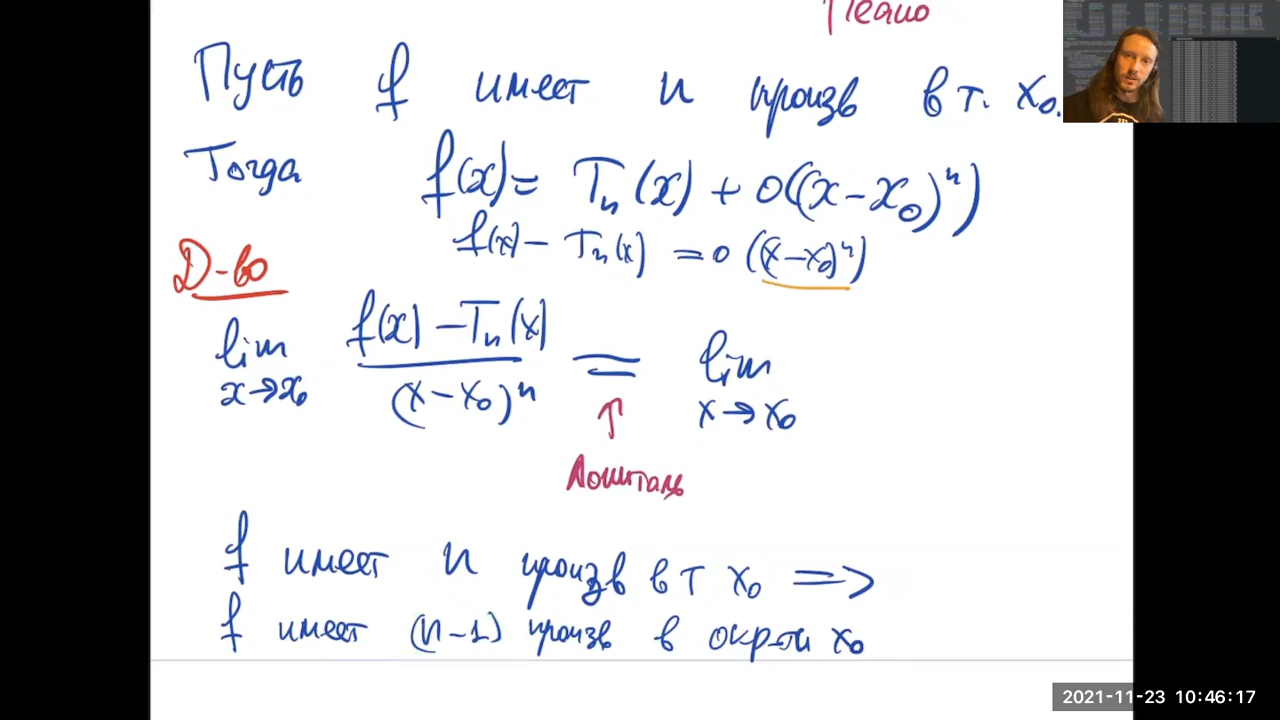 Пеано
Пусть f имеет n произв в т. x₀.
Тогда f(x) = Tₙ(x) + o((x-x₀)ⁿ)
f(x) - Tₙ(x) = o((x-x₀)ⁿ)
Д-во
lim x→x₀ (f(x) - Tₙ(x)) / (x-x₀)ⁿ = lim x→x₀
↑
Лопиталь
f имеет n произв в т x₀ =>
f имеет (n-1) произв в окр-ти x₀
2021-11-23 10:46:17